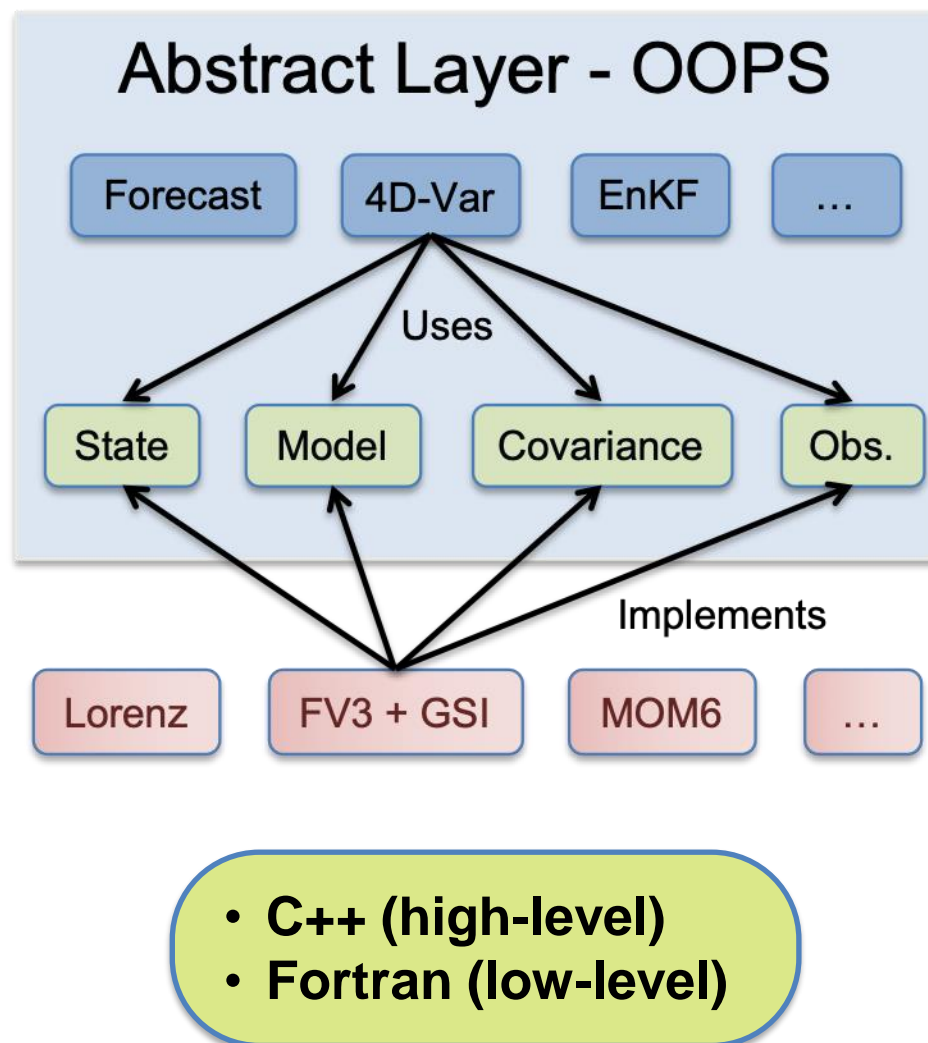 Abstract Layer - OOPS
Forecast
4D-Var
EnKF
...
Uses
State
Model
Covariance
Obs.
Implements
Lorenz
FV3 + GSI
MOM6
...
• C++ (high-level)
• Fortran (low-level)